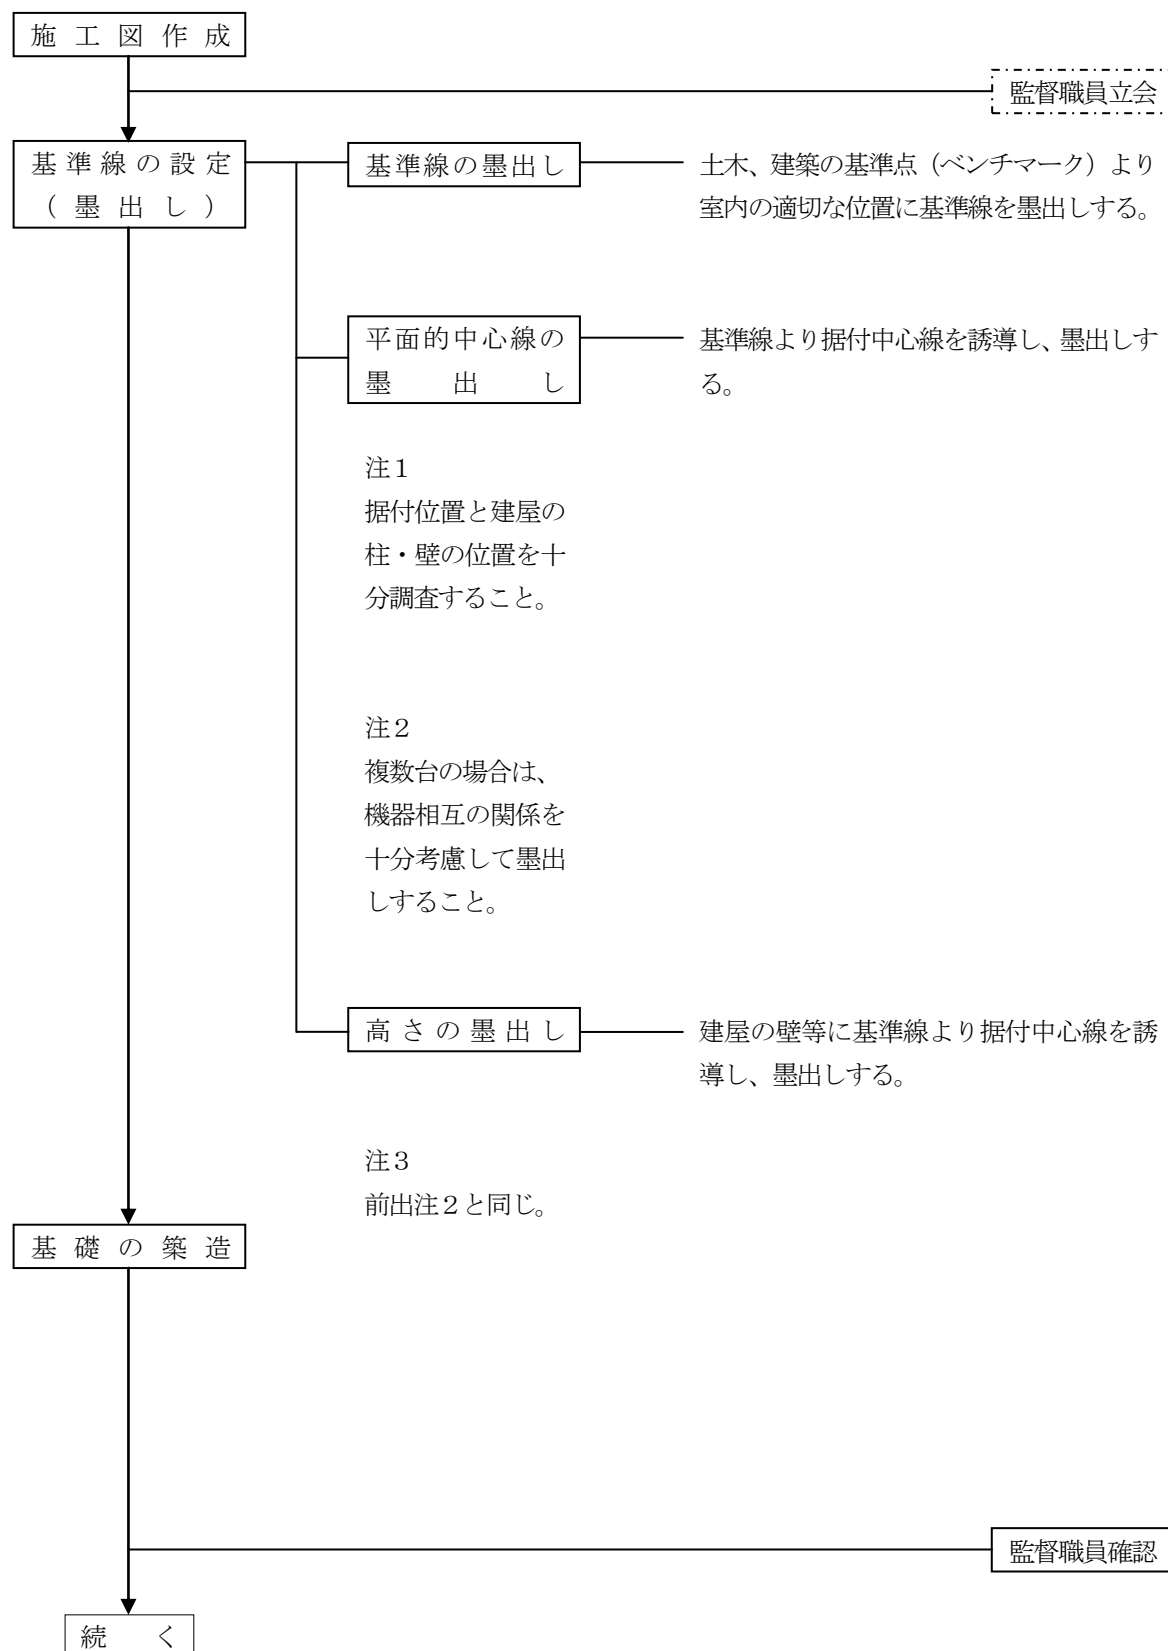 施工図作成
監督職員立会
基準線の設定
（墨出し）
基準線の墨出し
土木、建築の基準点（ベンチマーク）より
室内の適切な位置に基準線を墨出しする。
平面的中心線の
墨出し
基準線より据付中心線を誘導し、墨出しす
る。
注１
据付位置と建屋の
柱・壁の位置を十
分調査すること。
注２
複数台の場合は、
機器相互の関係を
十分考慮して墨出
しすること。
高さの墨出し
建屋の壁等に基準線より据付中心線を誘
導し、墨出しする。
注３
前出注２と同じ。
基礎の築造
監督職員確認
続く